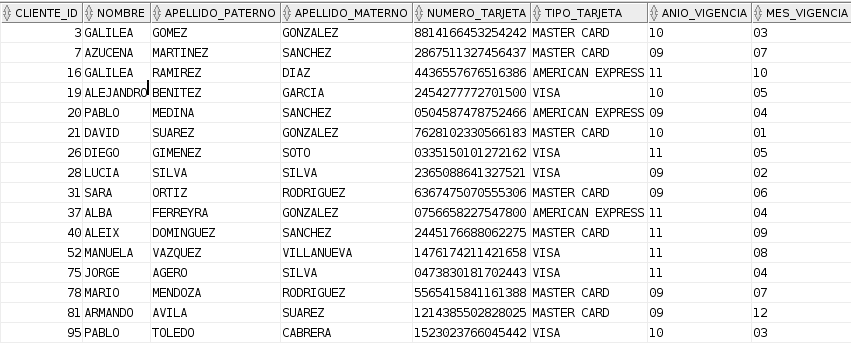 CLIENTE_ID NOMBRE APELLIDO_PATERNO APELLIDO_MATERNO NUMERO_TARJETA TIPO_TARJETA ANIO_VIGENCIA MES_VIGENCIA
3 GALILEA GOMEZ GONZALEZ 8814166453254242 MASTER CARD 10 03
7 AZUCENA MARTINEZ SANCHEZ 2867511327456437 MASTER CARD 09 07
16 GALILEA RAMIREZ DIAZ 4436557676516386 AMERICAN EXPRESS 11 10
19 ALEJANDRO BENITEZ GARCIA 2454277772701500 VISA 10 05
20 PABLO MEDINA SANCHEZ 0504587478752466 AMERICAN EXPRESS 09 04
21 DAVID SUAREZ GONZALEZ 7628102330566183 MASTER CARD 10 01
26 DIEGO GIMENEZ SOTO 0335150101272162 VISA 11 05
28 LUCIA SILVA SILVA 2365088641327521 VISA 09 02
31 SARA ORTIZ RODRIGUEZ 6367475070555306 MASTER CARD 09 06
37 ALBA FERREYRA GONZALEZ 0756658227547800 AMERICAN EXPRESS 11 04
40 ALEIX DOMINGUEZ SANCHEZ 2445176688062275 MASTER CARD 11 09
52 MANUELA VAZQUEZ VILLANUEVA 1476174211421658 VISA 11 08
75 JORGE AGERO SILVA 0473830181702443 VISA 11 04
78 MARIO MENDOZA RODRIGUEZ 5565415841161388 MASTER CARD 09 07
81 ARMANDO AVILA SUAREZ 1214385502828025 MASTER CARD 09 12
95 PABLO TOLEDO CABRERA 1523023766045442 VISA 10 03